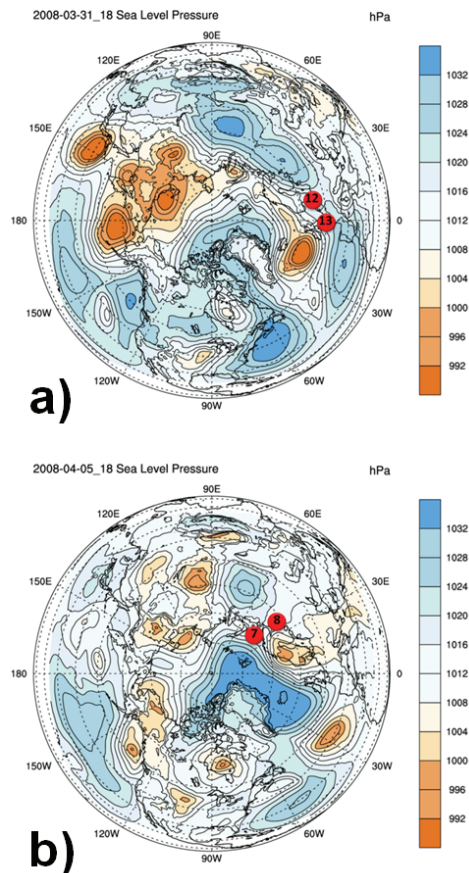 2008-03-31_18 Sea Level Pressure
hPa
90E
120E
60E
150E
30E
180
0
150W
30W
120W
60W
90W
12
13
1032
1028
1024
1020
1016
1012
1008
1004
1000
996
992
a)
2008-04-05_18 Sea Level Pressure
hPa
90E
120E
60E
150E
30E
180
0
150W
30W
120W
60W
90W
7
8
1032
1028
1024
1020
1016
1012
1008
1004
1000
996
992
b)